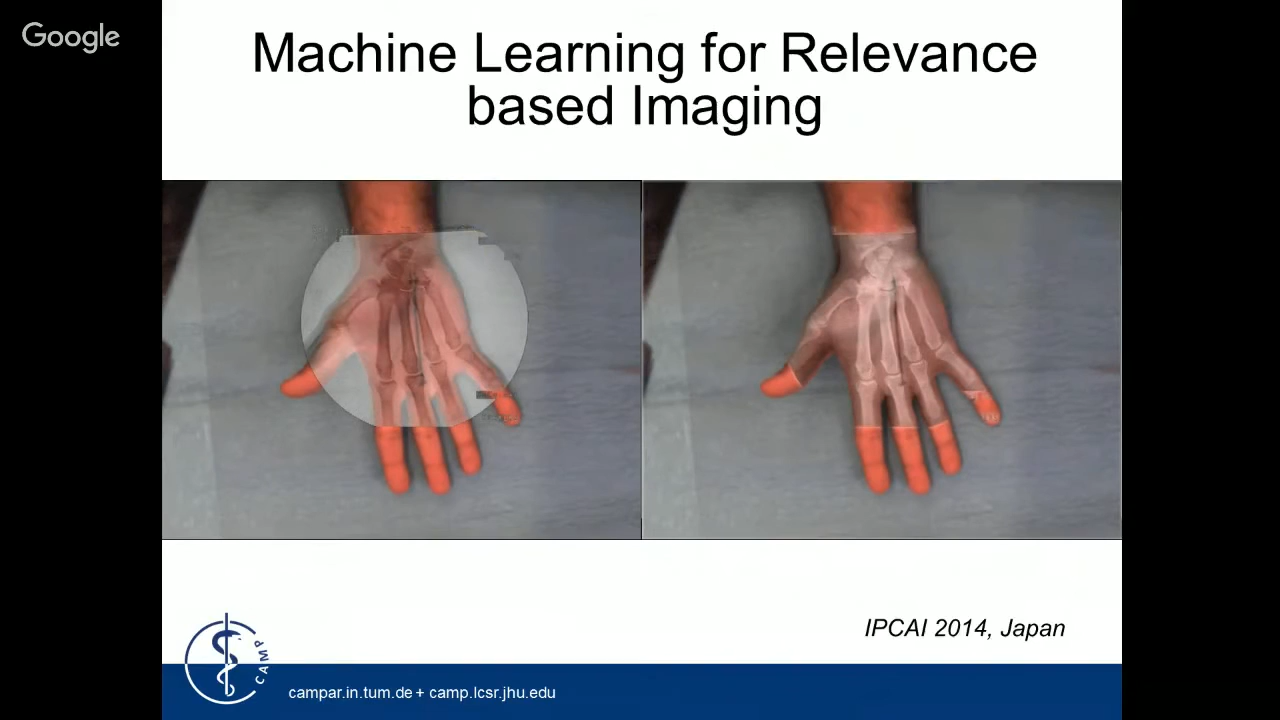 Google
Machine Learning for Relevance
based Imaging
IPCAI 2014, Japan
CAMP
campar.in.tum.de + camp.lcsr.jhu.edu